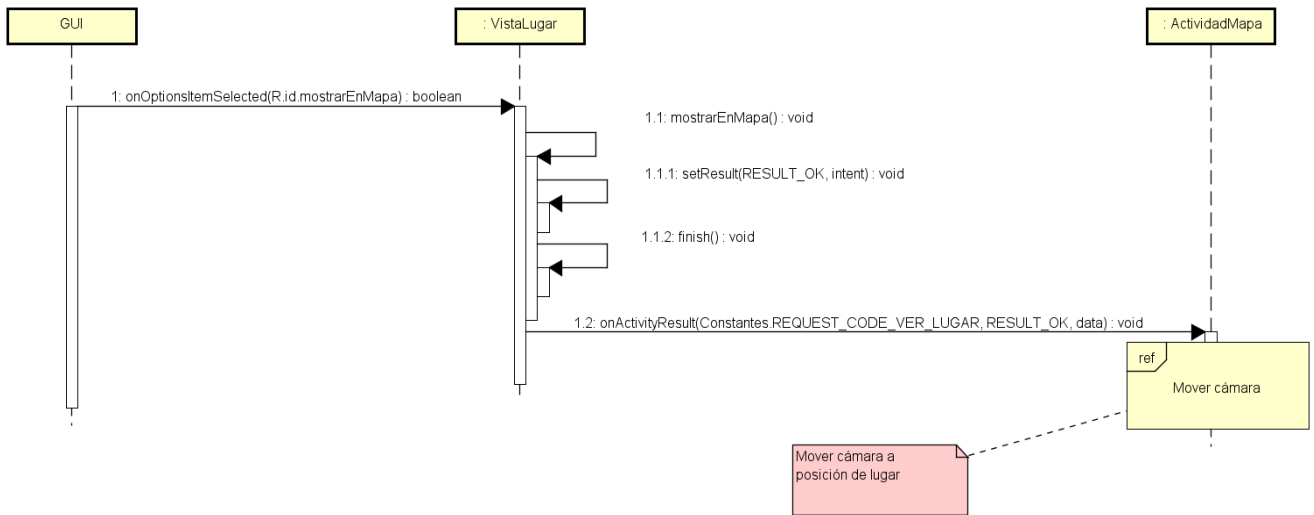 GUI
: VistaLugar
: ActividadMapa
1: onOptionsItemSelected(R.id.mostrarEnMapa) : boolean
1.1: mostrarEnMapa() : void
1.1.1: setResult(RESULT_OK, intent) : void
1.1.2: finish() : void
1.2: onActivityResult(Constantes.REQUEST_CODE_VER_LUGAR, RESULT_OK, data) : void
ref
Mover cámara
Mover cámara a
posición de lugar